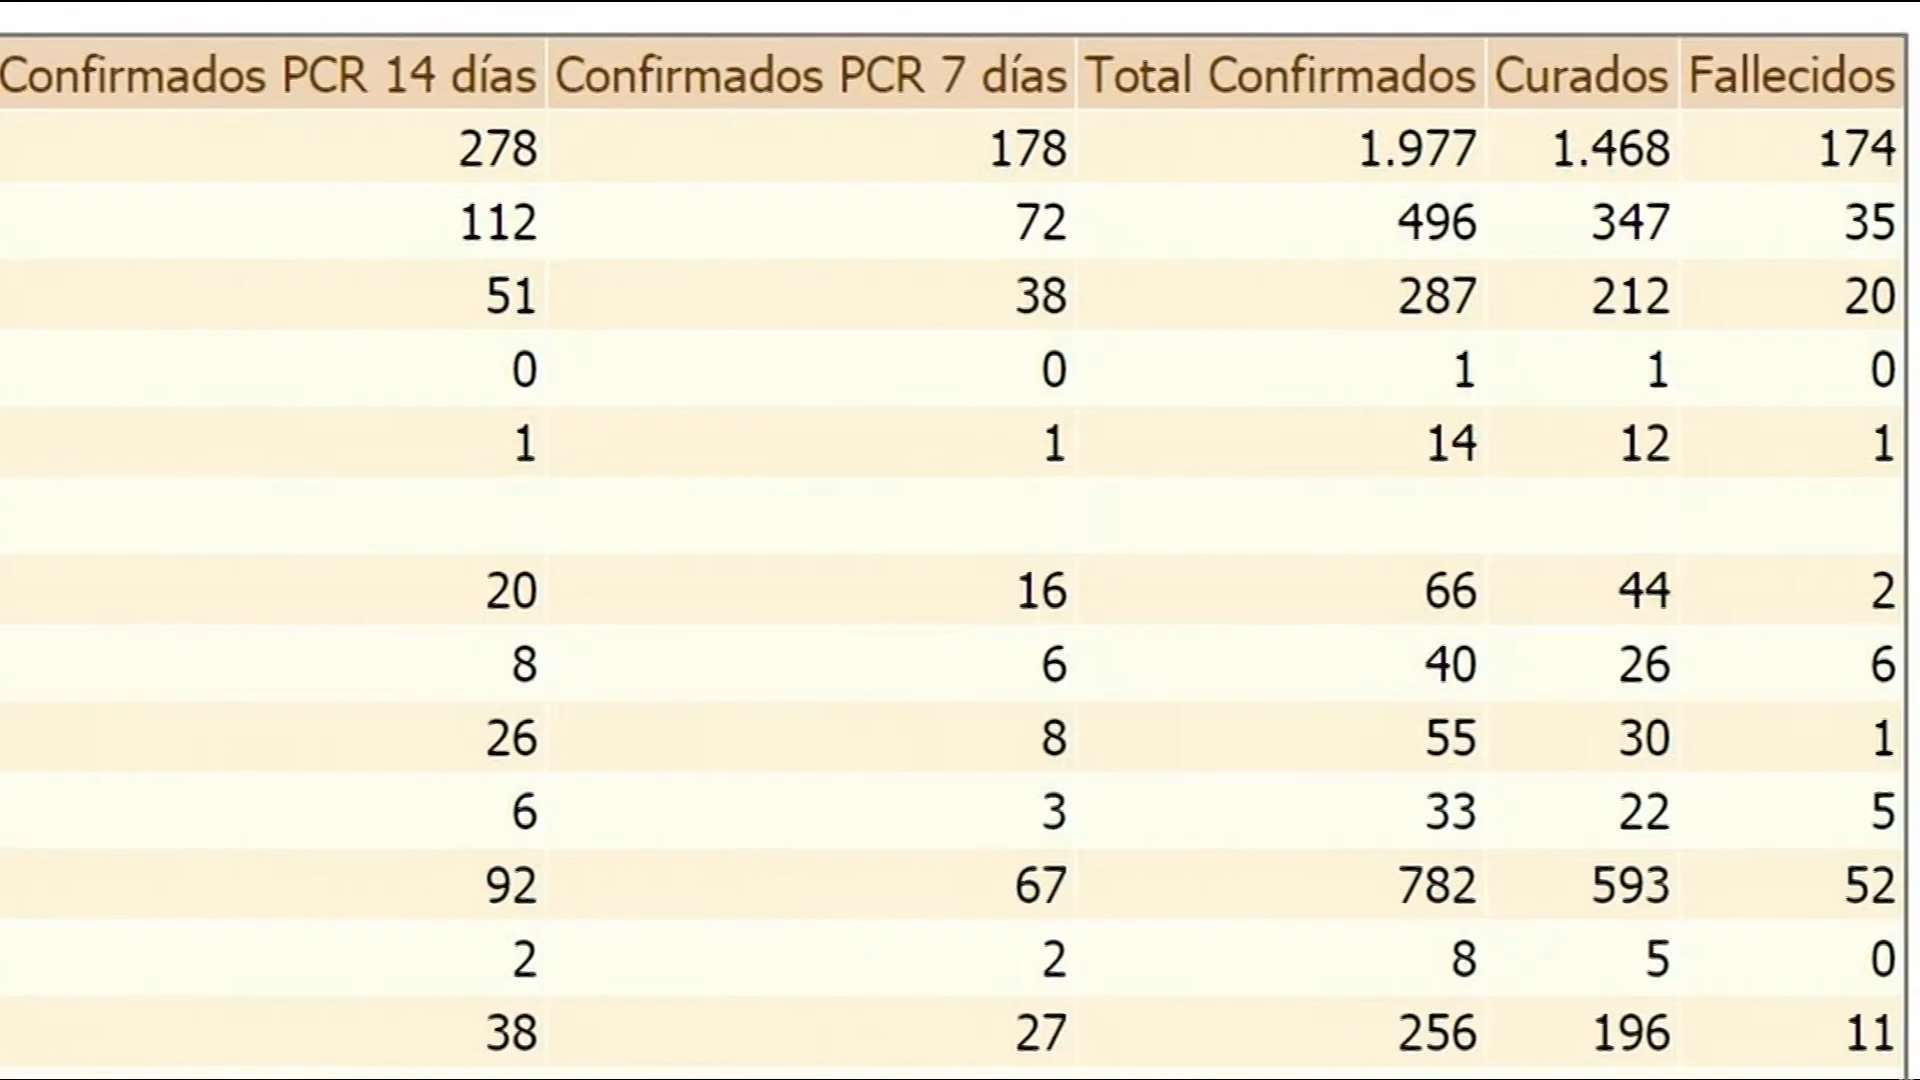 Confirmados PCR 14 días Confirmados PCR 7 días Total Confirmados Curados Fallecidos
278 178 1.977 1.468 174
112 72 496 347 35
51 38 287 212 20
0 0 1 1 0
1 1 14 12 1
20 16 66 44 2
8 6 40 26 6
26 8 55 30 1
6 3 33 22 5
92 67 782 593 52
2 2 8 5 0
38 27 256 196 11